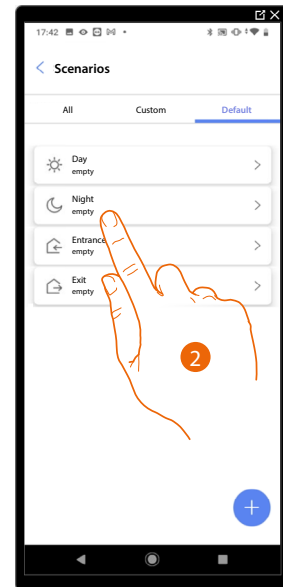 17:42
Scenarios
All Custom Default
Day
empty
Night
empty
Entrance
empty
Exit
empty
2